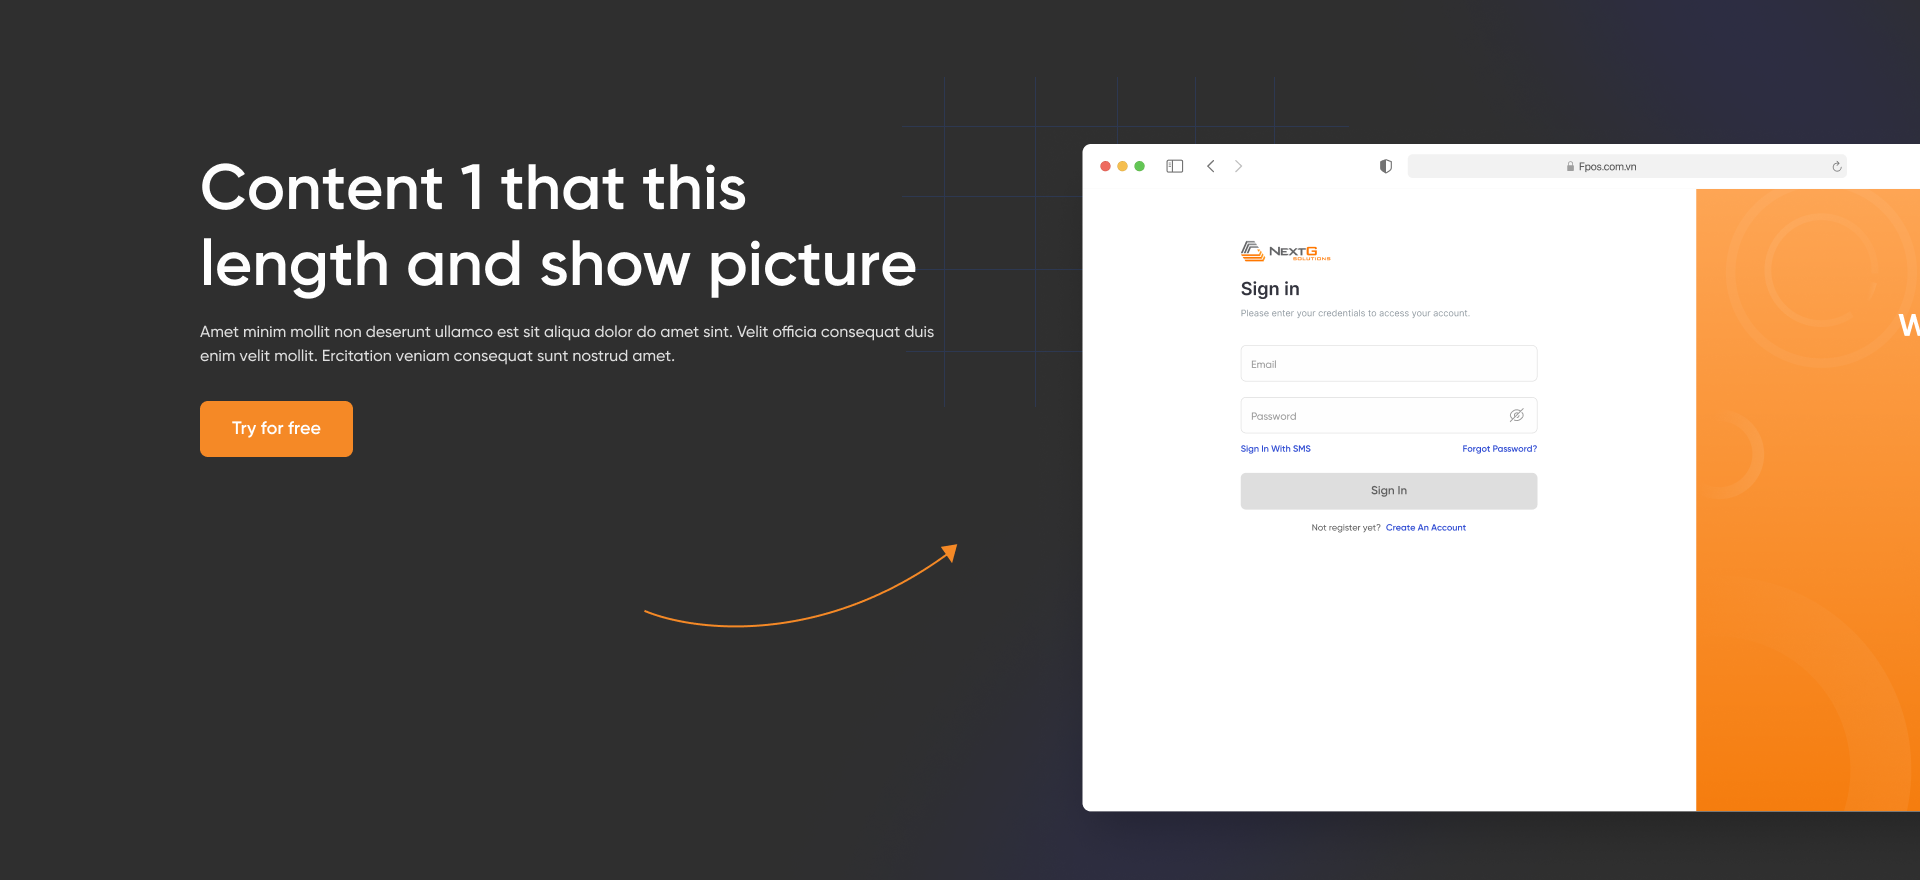 Content 1 that this
length and show picture
Amet minim mollit non deserunt ullamco est sit aliqua dolor do amet sint. Velit officia consequat duis
enim velit mollit. Ercitation veniam consequat sunt nostrud amet.
Try for free
Fpos.com.vn
NEXTG
SOLUTIONS
Sign in
Please enter your credentials to access your account.
Email
Password
Sign In With SMS Forgot Password?
Sign In
Not register yet? Create An Account